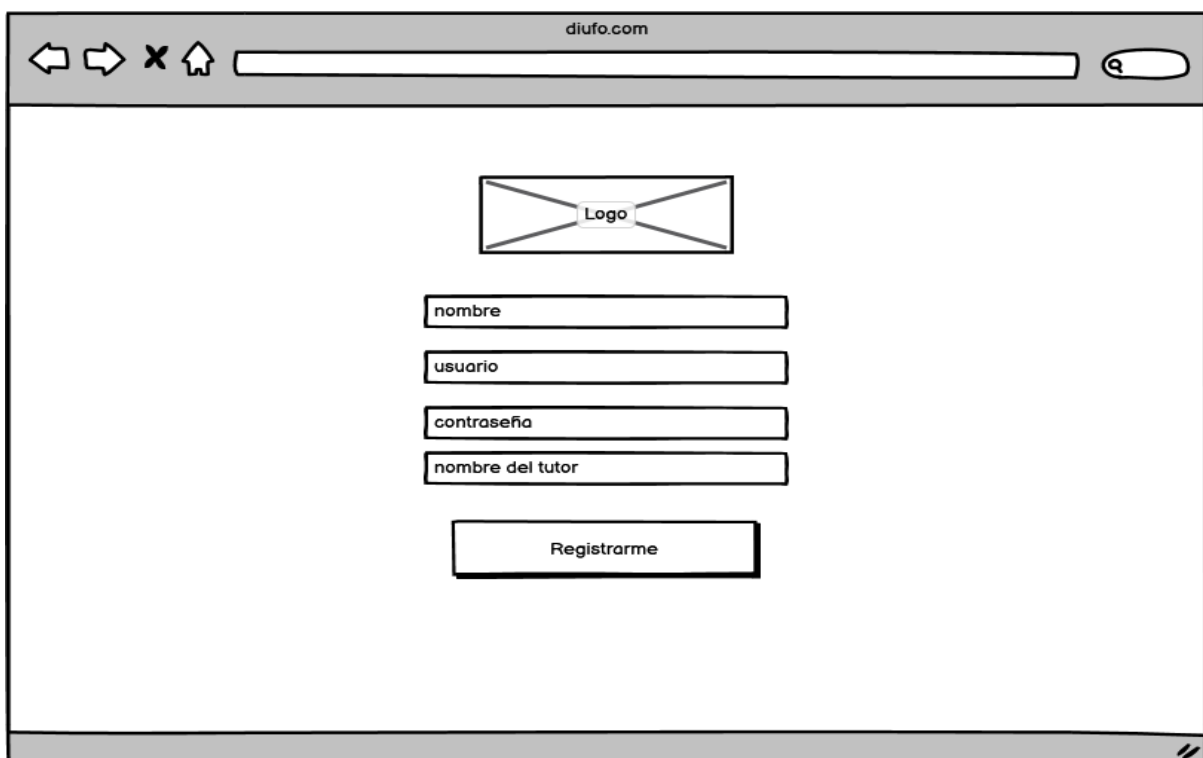 diufo.com
Logo
nombre
usuario
contraseña
nombre del tutor
Registrarme